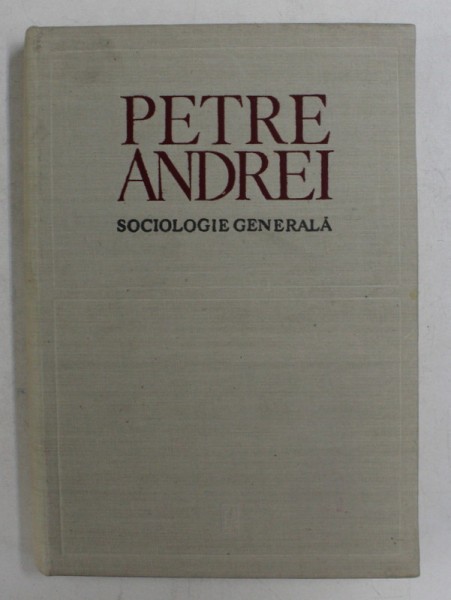 PETRE
ANDREI
SOCIOLOGIE GENERALĂ